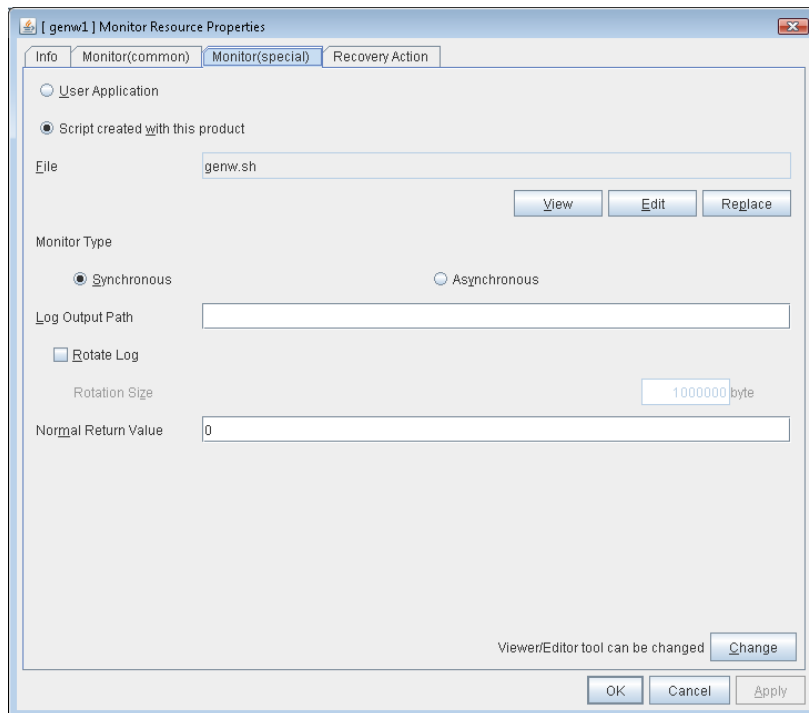 [ genw1 ] Monitor Resource Properties
Info Monitor(common) Monitor(special) Recovery Action
User Application
Script created with this product
File genw.sh
View Edit Replace
Monitor Type
Synchronous Asynchronous
Log Output Path
Rotate Log
Rotation Size 1000000 byte
Normal Return Value 0
Viewer/Editor tool can be changed Change
OK Cancel Apply